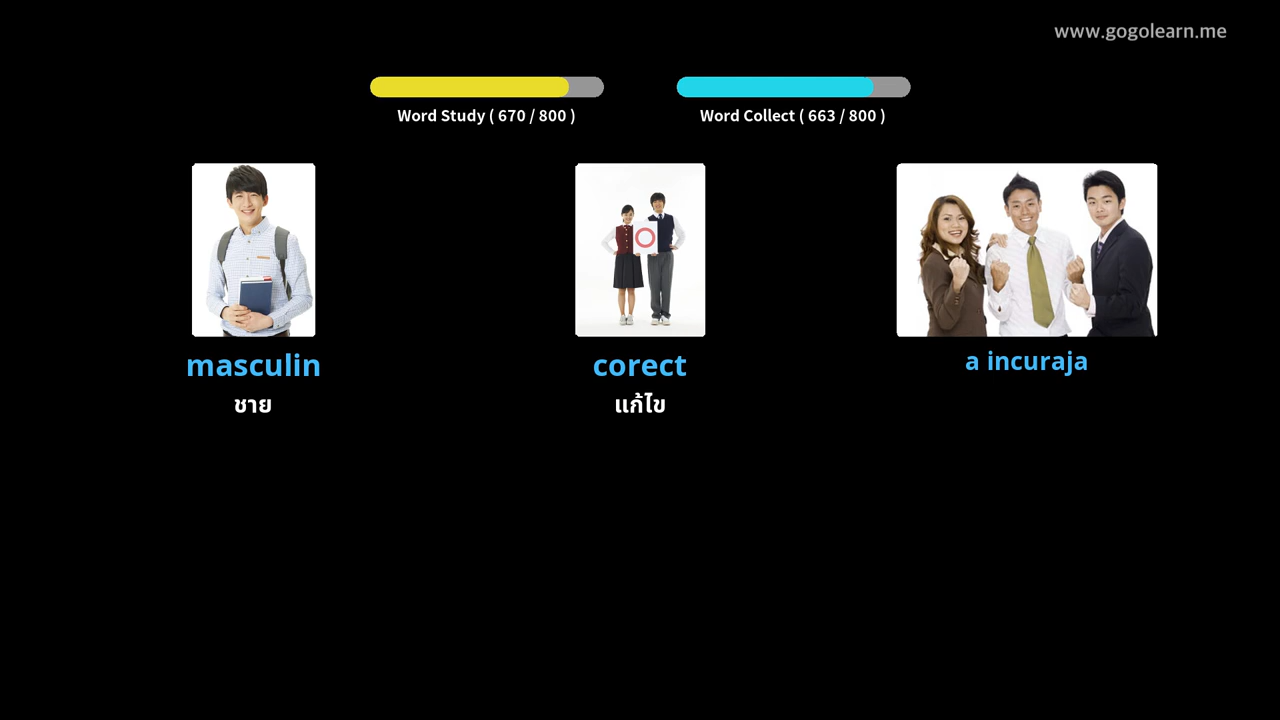 www.gogolearn.me
Word Study ( 670 / 800 )
Word Collect ( 663 / 800 )
masculin
corect
a incuraja
ชาย
แก้ไข